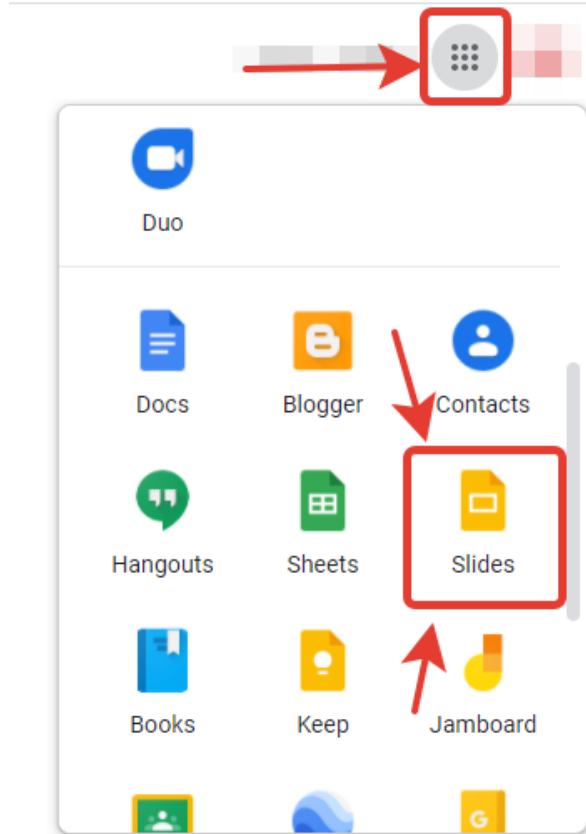 Duo
Docs Blogger Contacts
Hangouts Sheets Slides
Books Keep Jamboard
G